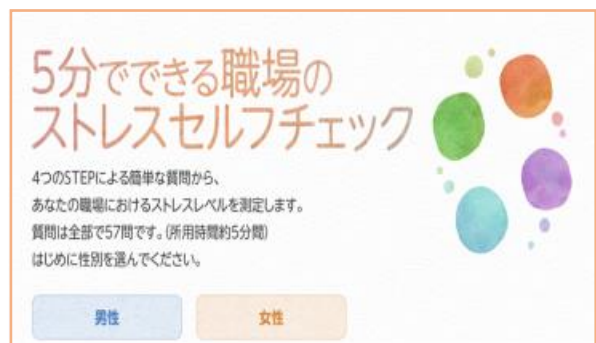 5分でできる職場の
ストレスセルフチェック
4つのSTEPによる簡単な質問から、
あなたの職場におけるストレスレベルを測定します。
質問は全部で57問です。(所用時間約5分間)
はじめに性別を選んでください。
男性
女性